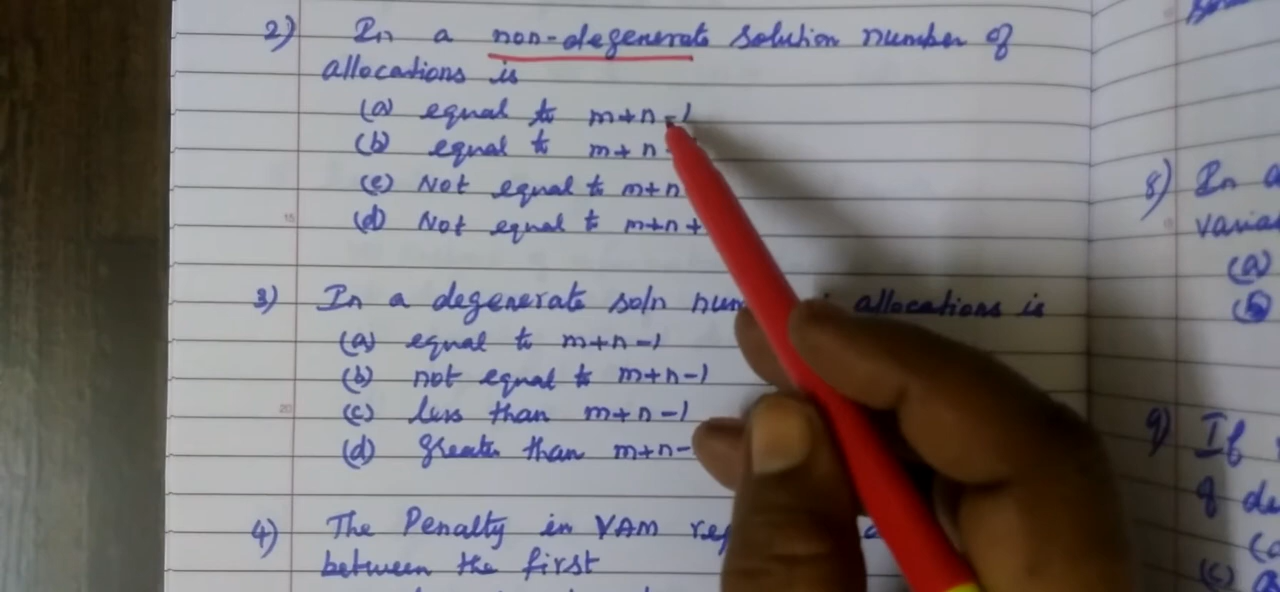 2) In a non-degenerate solution number of
allocations is
(a) equal to m+n-1
(b) equal to m+n
(c) Not equal to m+n
(d) Not equal to m+n+
3) In a degenerate soln allocations is
(a) equal to m+n-1
(b) not equal to m+n-1
(c) less than m+n-1
(d) greater than m+n-
4) The Penalty in VAM
between the first
15
20
8) In a
(a)
(b)
9) If
(c)